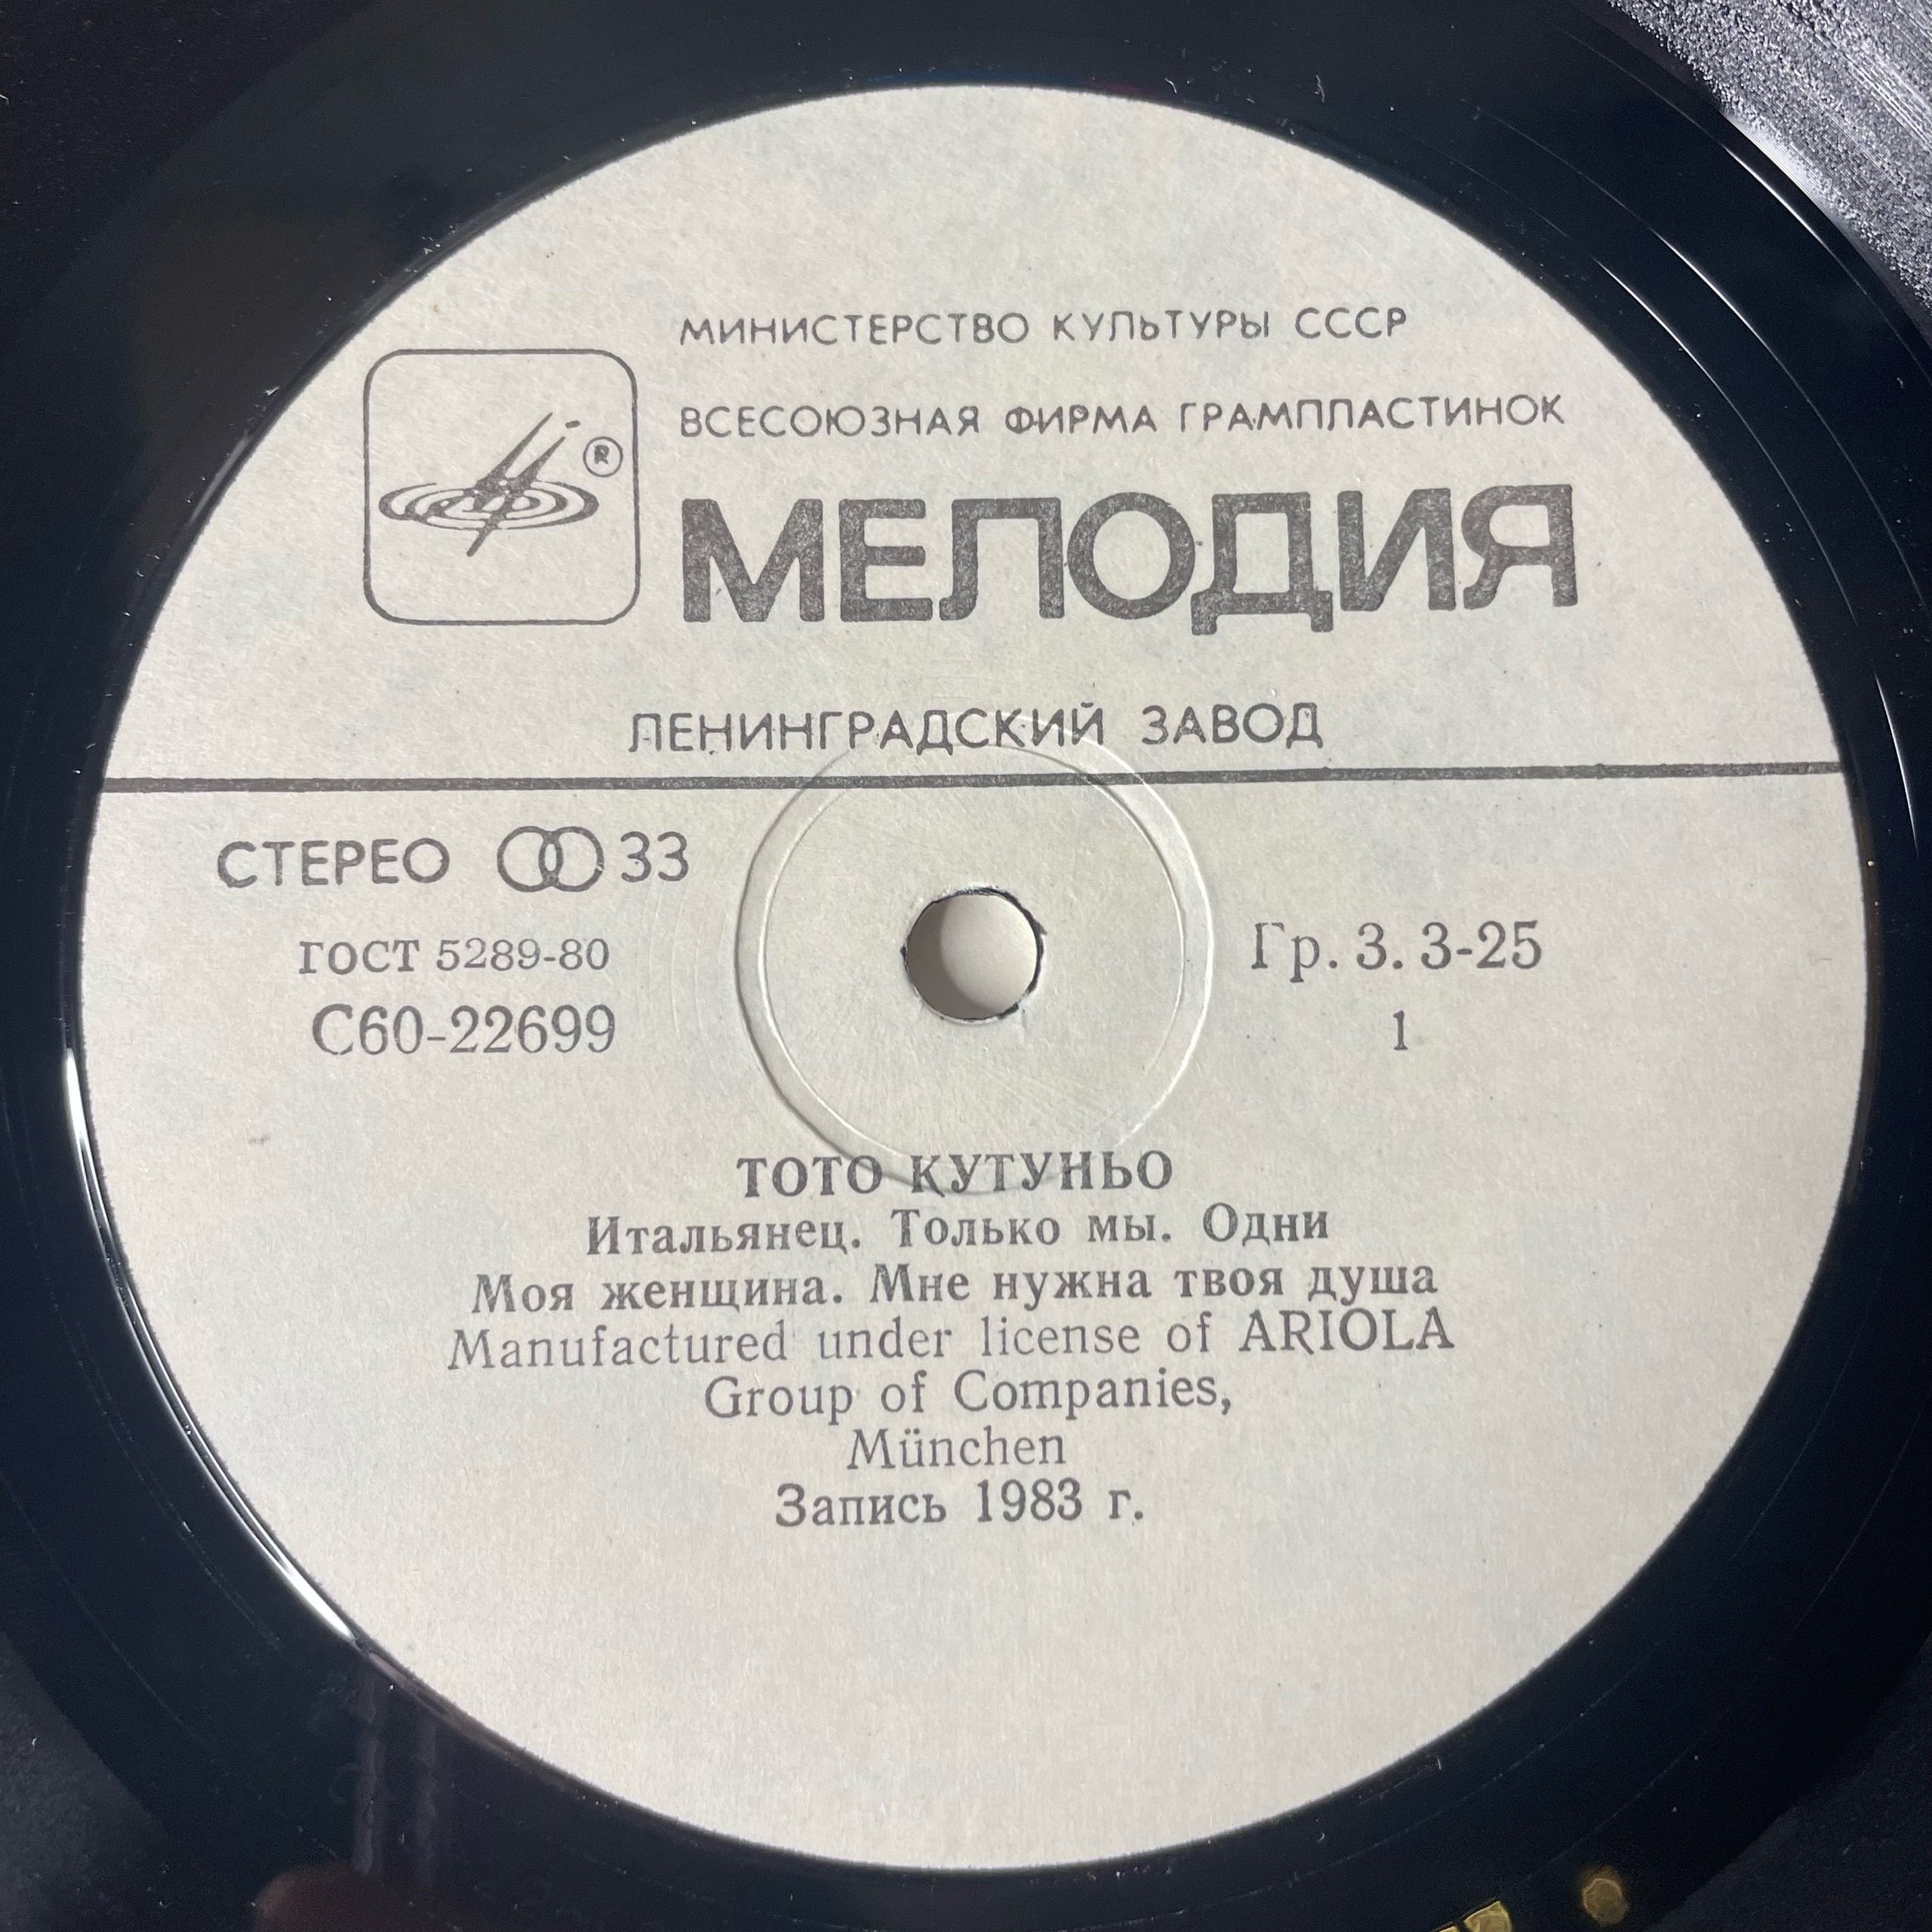 МИНИСТЕРСТВО КУЛЬТУРЫ СССР
ВСЕСОЮЗНАЯ ФИРМА ГРАМПЛАСТИНОК
®
МЕЛОДИЯ
ЛЕНИНГРАДСКИЙ ЗАВОД
СТЕРЕО 33
ГОСТ 5289-80
Гр. 3. 3-25
С60-22699
1
ТОТО КУТУНЬО
Итальянец. Только мы. Одни
Моя женщина. Мне нужна твоя душа
Manufactured under license of ARIOLA
Group of Companies,
München
Запись 1983 г.